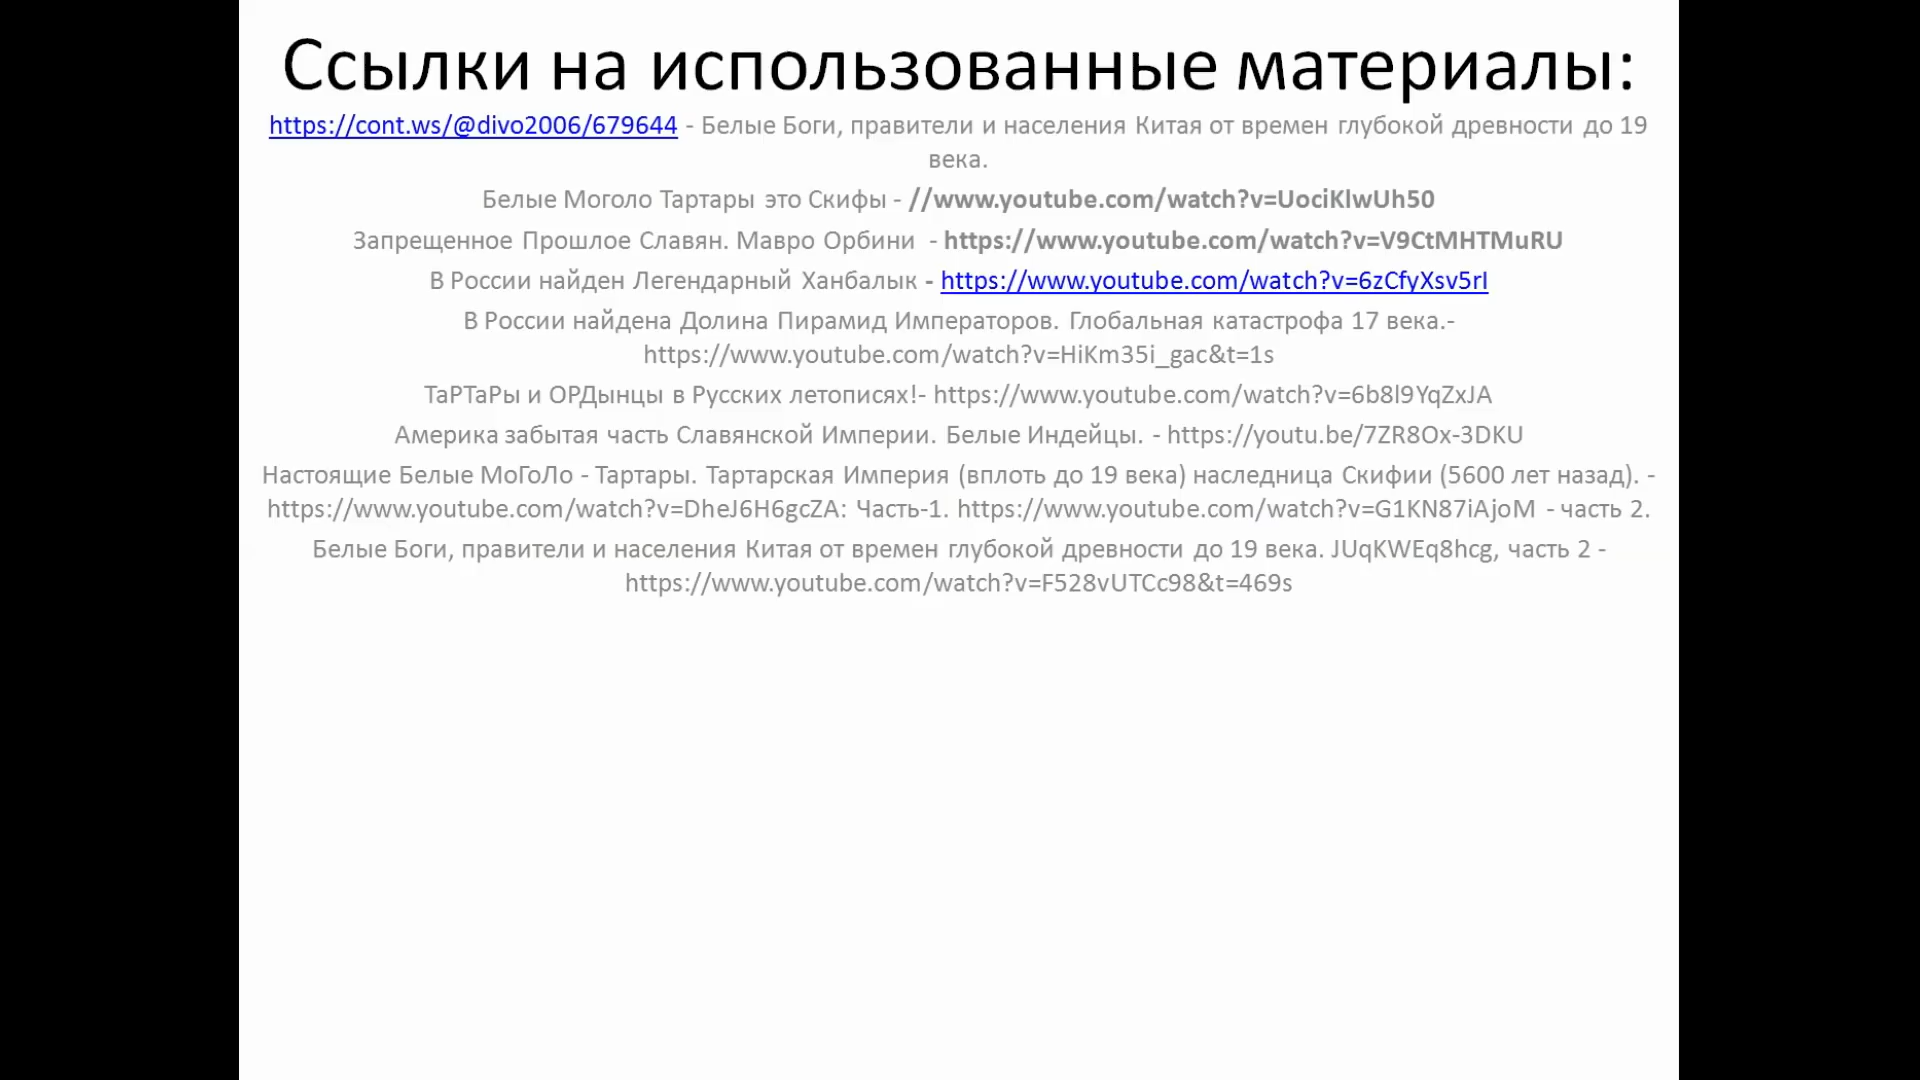 Ссылки на использованные материалы:
https://cont.ws/@divo2006/679644 - Белые Боги, правители и населения Китая от времен глубокой древности до 19
века.
Белые Моголо Тартары это Скифы - //www.youtube.com/watch?v=UociKlwUh50
Запрещенное Прошлое Славян. Мавро Орбини - https://www.youtube.com/watch?v=V9CtMHTMuRU
В России найден Легендарный Ханбалык - https://www.youtube.com/watch?v=6zCfyXsv5rI
В России найдена Долина Пирамид Императоров. Глобальная катастрофа 17 века.-
https://www.youtube.com/watch?v=HiKm35i_gac&t=1s
ТаРТаРы и ОРДынцы в Русских летописях!- https://www.youtube.com/watch?v=6b8l9YqZxJA
Америка забытая часть Славянской Империи. Белые Индейцы. - https://youtu.be/7ZR8Ox-3DKU
Настоящие Белые МоГоЛо - Тартары. Тартарская Империя (вплоть до 19 века) наследница Скифии (5600 лет назад). -
https://www.youtube.com/watch?v=DheJ6H6gcZA: Часть-1. https://www.youtube.com/watch?v=G1KN87iAjoM - часть 2.
Белые Боги, правители и населения Китая от времен глубокой древности до 19 века. JUqKWEq8hcg, часть 2 -
https://www.youtube.com/watch?v=F528vUTCc98&t=469s